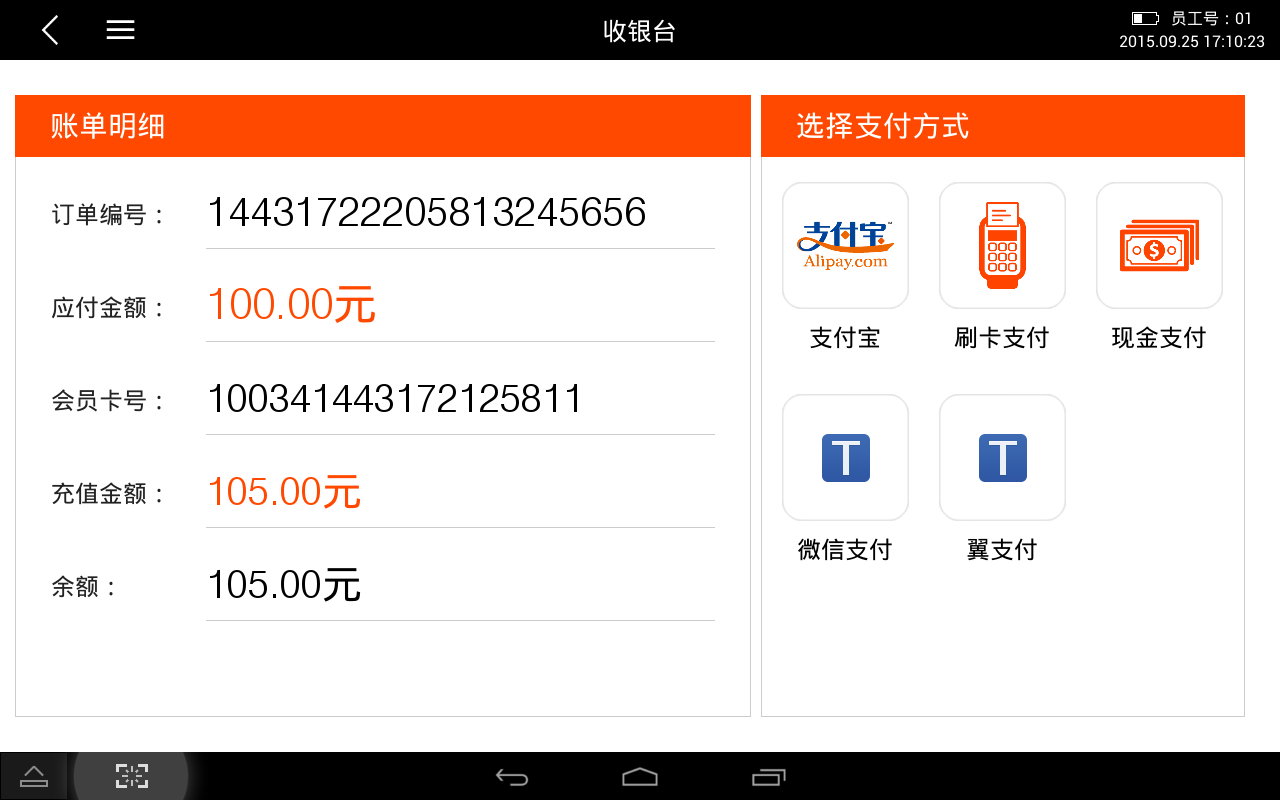 收银台
员工号：01
2015.09.25 17:10:23
账单明细
订单编号：
14431722205813245656
应付金额：
100.00元
会员卡号：
100341443172125811
充值金额：
105.00元
余额：
105.00元
选择支付方式
支付宝™
Alipay.com
支付宝
刷卡支付
$
现金支付
T
微信支付
T
翼支付